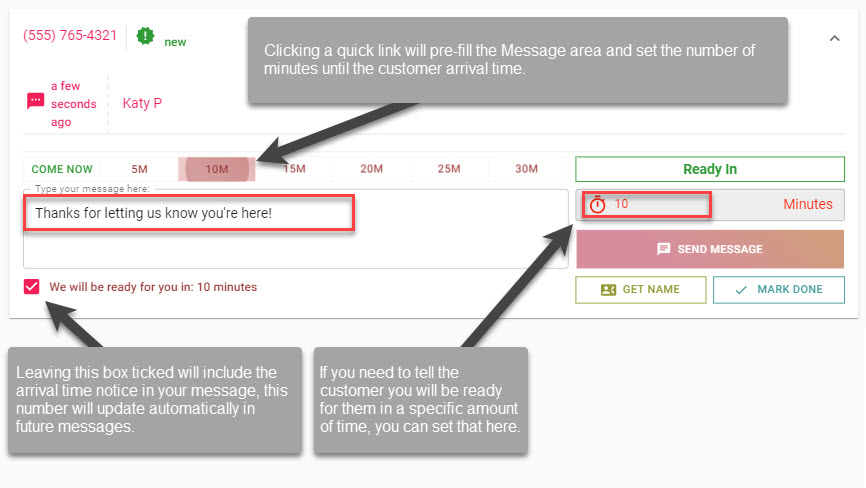 (555) 765-4321
new
Clicking a quick link will pre-fill the Message area and set the number of
minutes until the customer arrival time.
a few
seconds
ago
Katy P
COME NOW 5M 10M 15M 20M 25M 30M
Ready In
Type your message here:
Thanks for letting us know you're here!
10 Minutes
SEND MESSAGE
We will be ready for you in: 10 minutes
GET NAME MARK DONE
Leaving this box ticked will include the
arrival time notice in your message, this
number will update automatically in
future messages.
If you need to tell the
customer you will be ready
for them in a specific amount
of time, you can set that here.